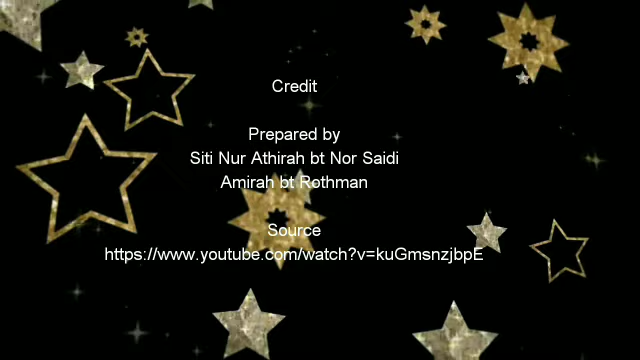 Credit
Prepared by
Siti Nur Athirah bt Nor Saidi
Amirah bt Rothman
Source
https://www.youtube.com/watch?v=kuGmsnzjbpE